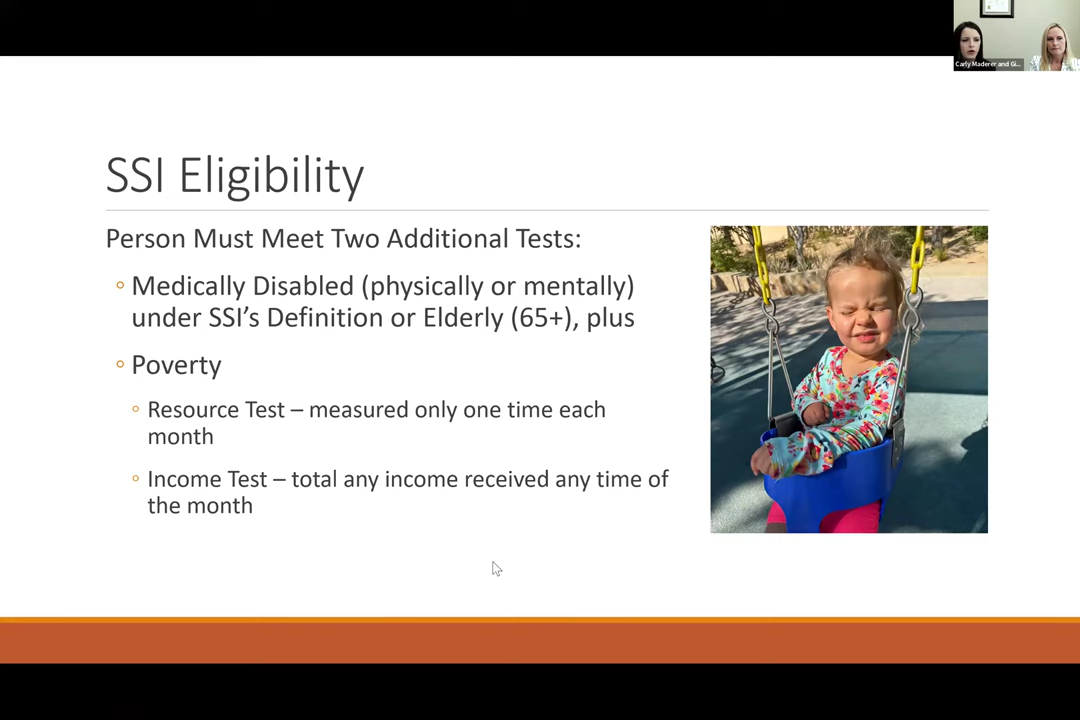 Carly Maderer and Gi...
SSI Eligibility
Person Must Meet Two Additional Tests:
◦ Medically Disabled (physically or mentally)
under SSI's Definition or Elderly (65+), plus
◦ Poverty
◦ Resource Test – measured only one time each
month
◦ Income Test – total any income received any time of
the month